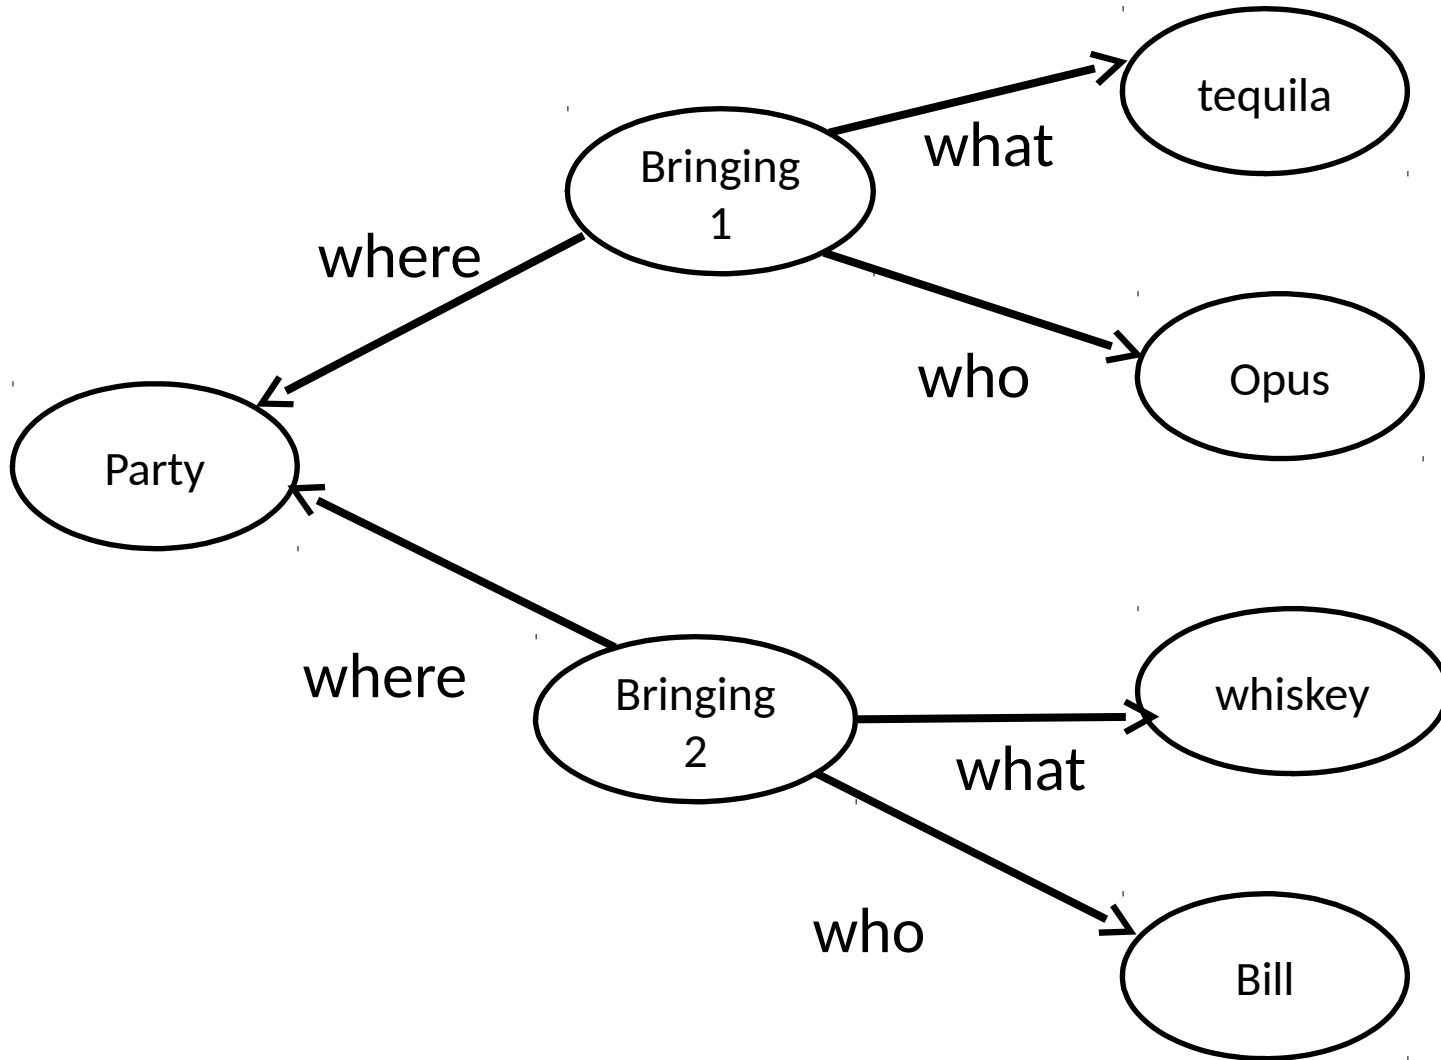 tequila
what
Bringing
1
where
who
Opus
Party
where
Bringing
2
whiskey
what
who
Bill